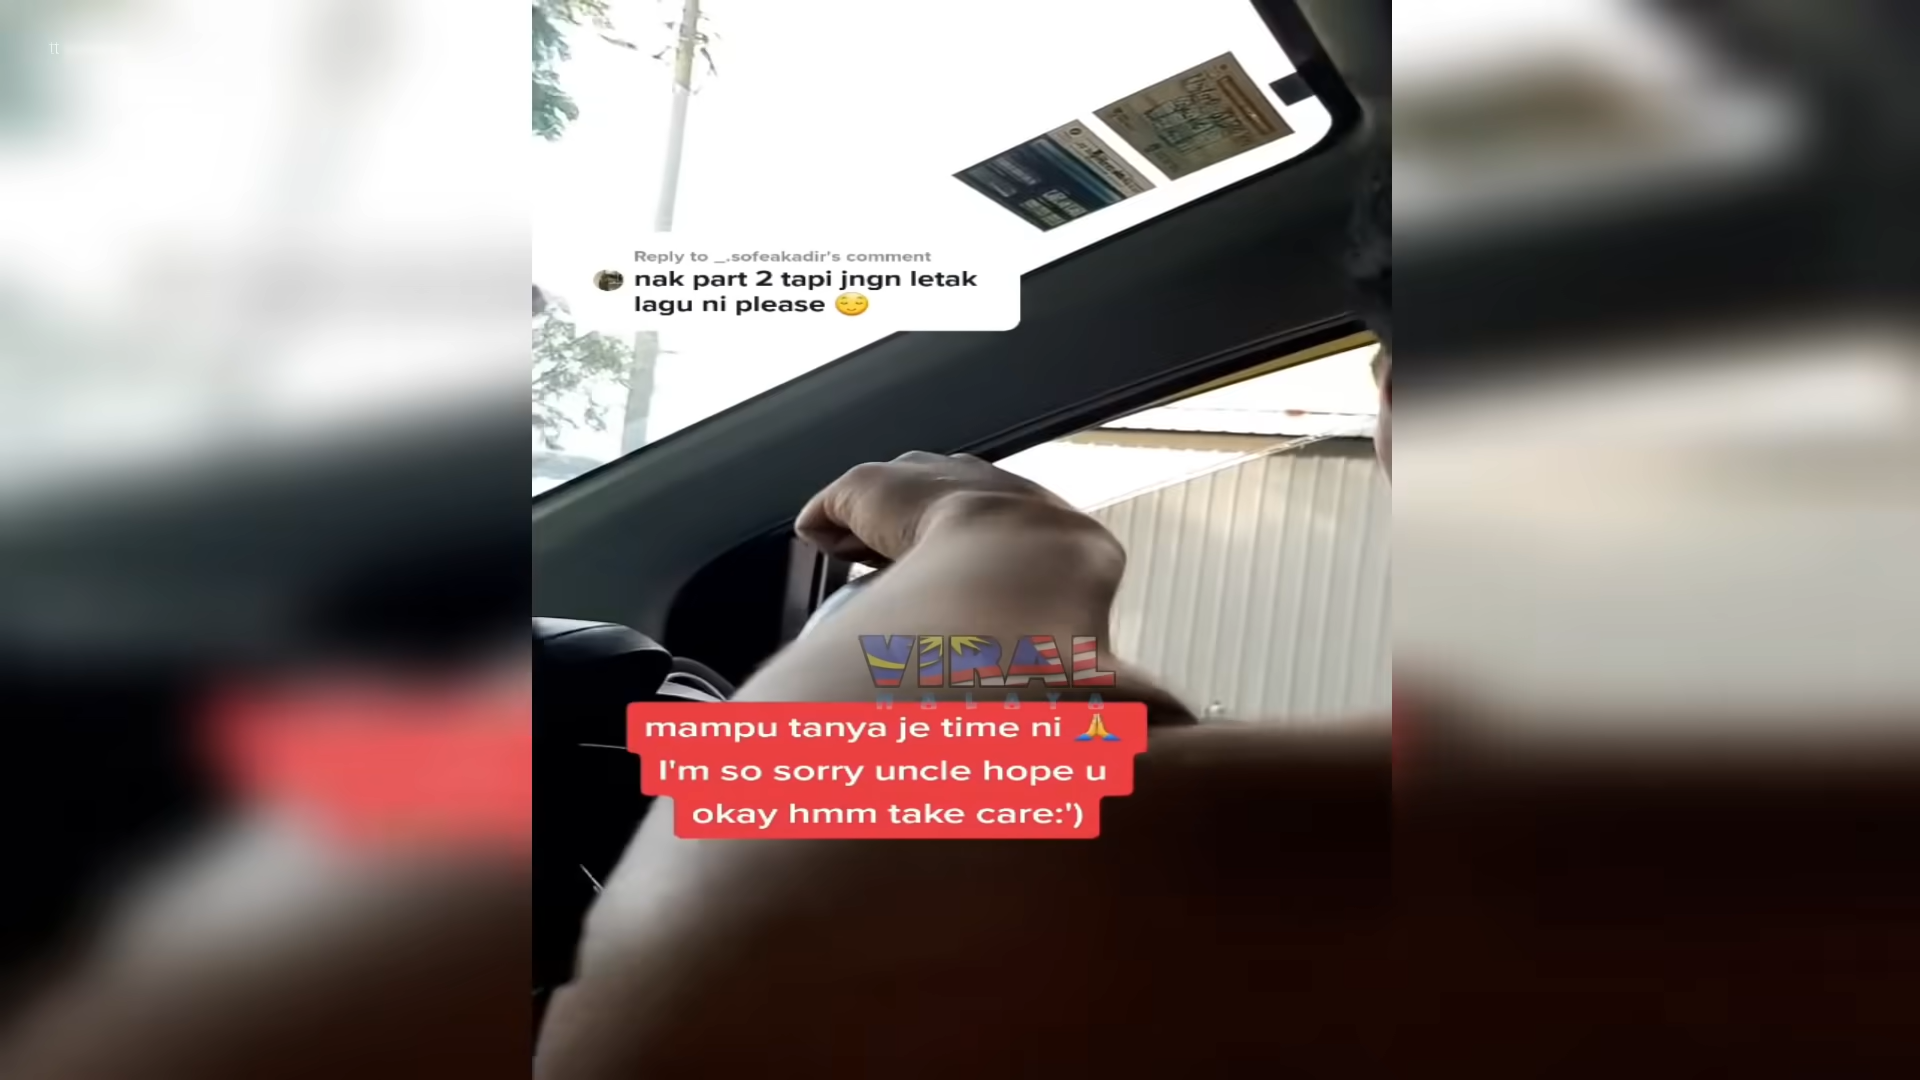 Reply to _.sofeakadir's comment
nak part 2 tapi jngn letak
lagu ni please 😌
VIRAL
MALAYA
mampu tanya je time ni 🙏
I'm so sorry uncle hope u
okay hmm take care:')